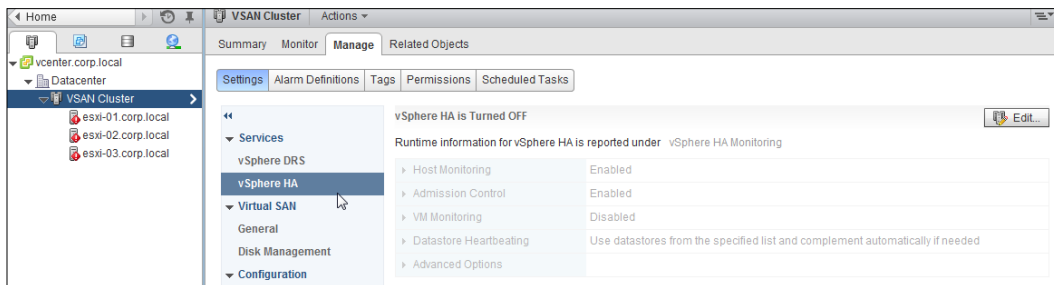 Home
VSAN Cluster Actions
Summary Monitor Manage Related Objects
vcenter.corp.local
Datacenter
VSAN Cluster
esxi-01.corp.local
esxi-02.corp.local
esxi-03.corp.local
Settings Alarm Definitions Tags Permissions Scheduled Tasks
Services
vSphere DRS
vSphere HA
Virtual SAN
General
Disk Management
Configuration
vSphere HA is Turned OFF
Edit...
Runtime information for vSphere HA is reported under vSphere HA Monitoring
Host Monitoring Enabled
Admission Control Enabled
VM Monitoring Disabled
Datastore Heartbeating Use datastores from the specified list and complement automatically if needed
Advanced Options